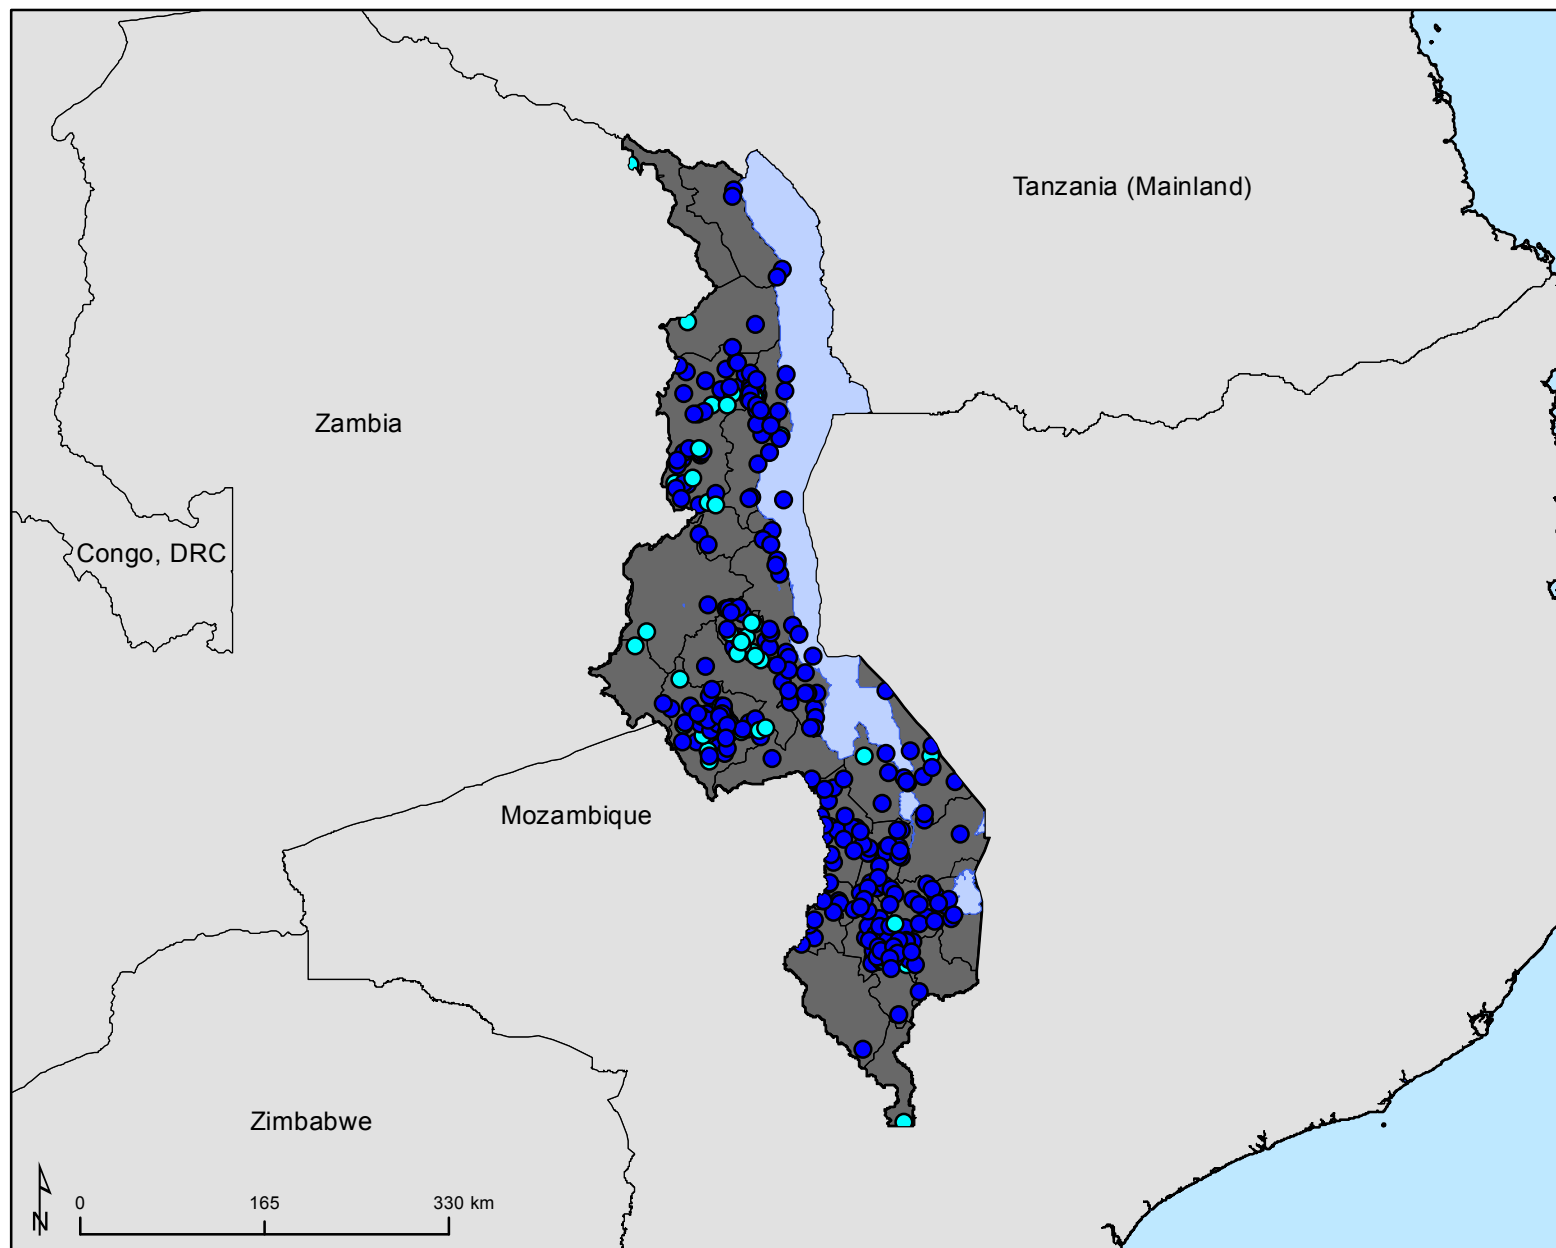 Tanzania (Mainland)
Zambia
Congo, DRC
Mozambique
Zimbabwe
N
0 165 330 km